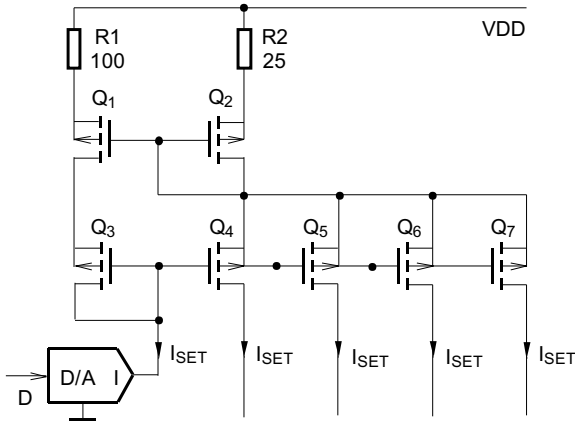 R1
100
R2
25
VDD
Q1
Q2
Q3
Q4
Q5
Q6
Q7
ISET
ISET
ISET
ISET
ISET
D/A I
D